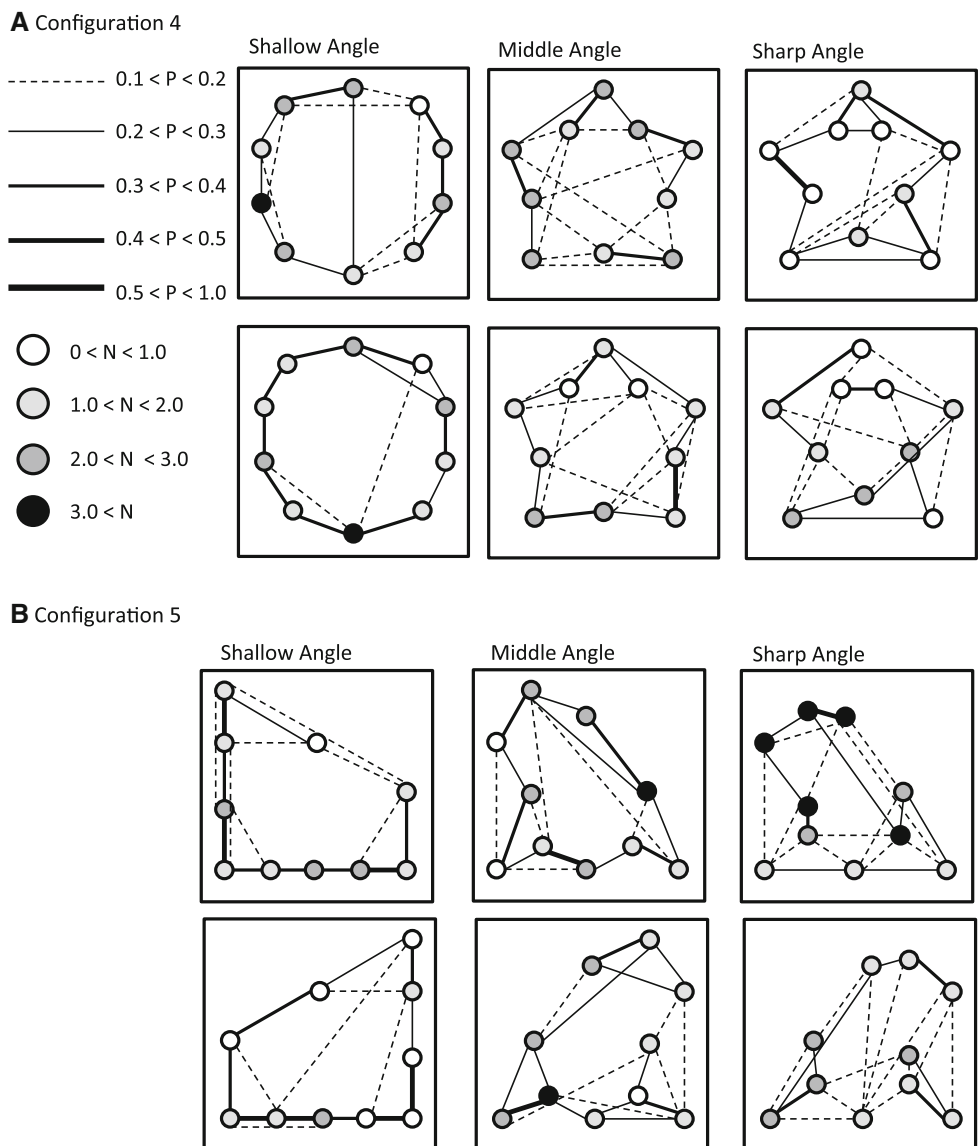 A Configuration 4
Shallow Angle
Middle Angle
Sharp Angle
0.1 < P < 0.2
0.2 < P < 0.3
0.3 < P < 0.4
0.4 < P < 0.5
0.5 < P < 1.0
0 < N < 1.0
1.0 < N < 2.0
2.0 < N < 3.0
3.0 < N
B Configuration 5
Shallow Angle
Middle Angle
Sharp Angle